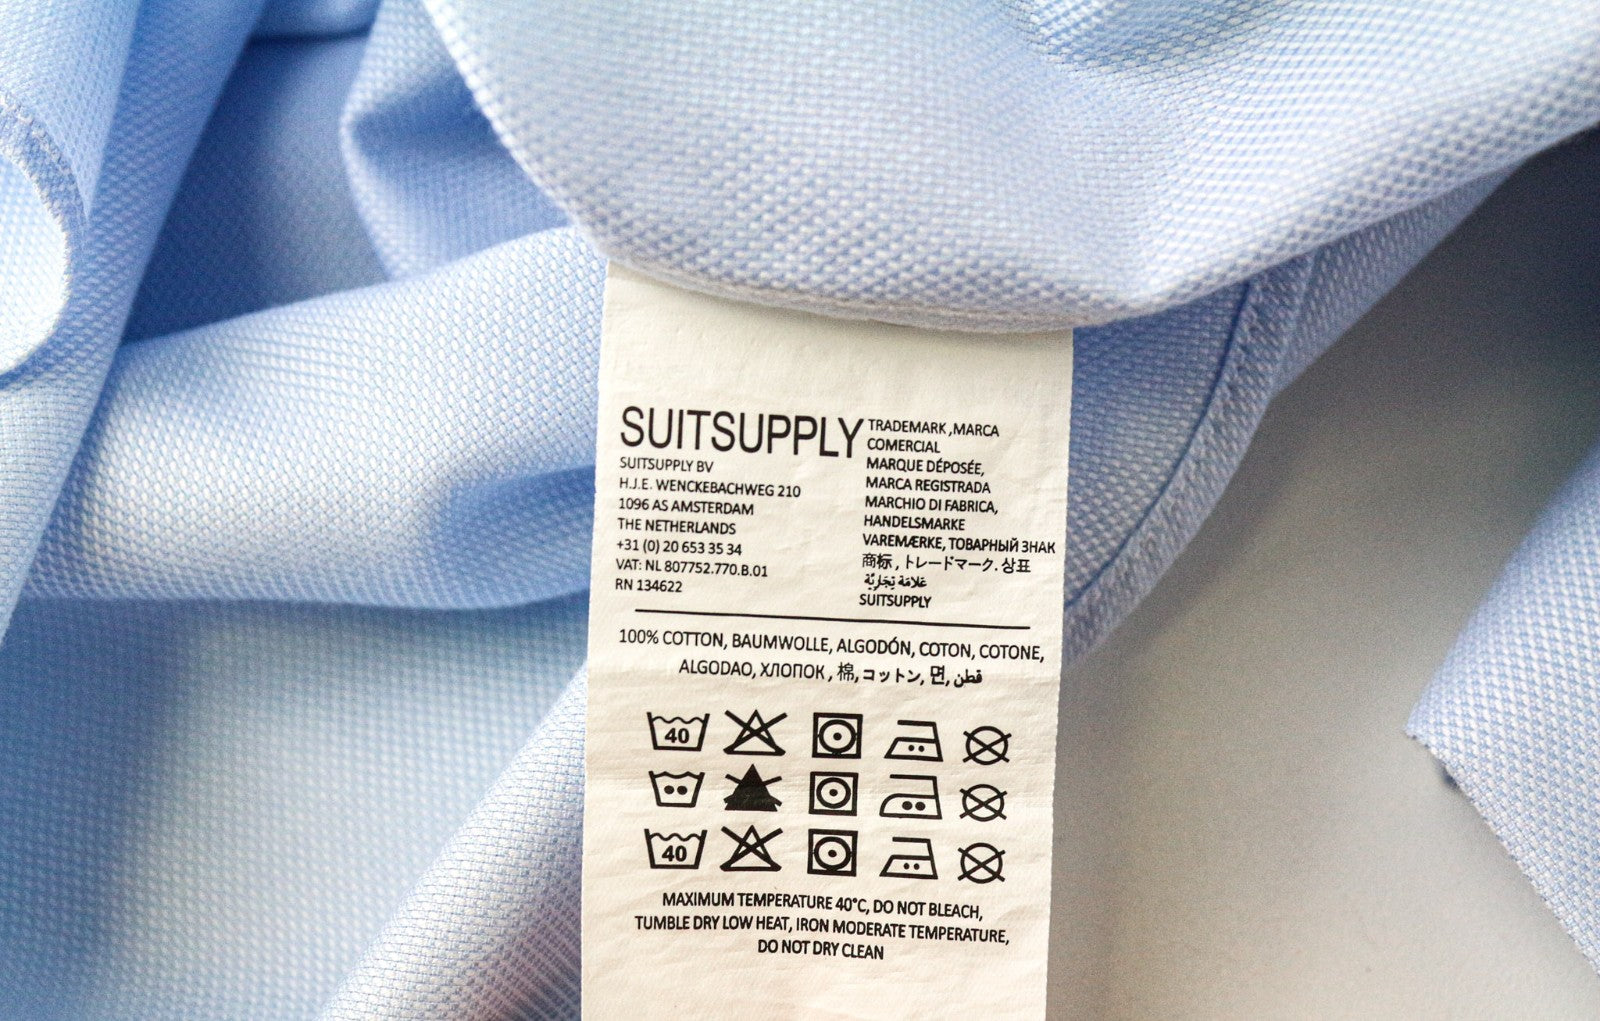 SUITSUPPLY
SUITSUPPLY BV
H.J.E. WENCKEBACHWEG 210
1096 AS AMSTERDAM
THE NETHERLANDS
+31 (0) 20 653 35 34
VAT: NL 807752.770.B.01
RN 134622
TRADEMARK ,MARCA
COMERCIAL
MARQUE DÉPOSÉE,
MARCA REGISTRADA
MARCHIO DI FABRICA,
HANDELSMARKE
VAREMÆRKE, ТОВАРНЫЙ ЗНАК
商标 , トレードマーク. 상표
عَلامَة تِجَارِيَّة
SUITSUPPLY
100% COTTON, BAUMWOLLE, ALGODÓN, COTON, COTONE,
ALGODAO, ХЛОПОК , 棉, コットン, 면, قطن
40
40
MAXIMUM TEMPERATURE 40°C, DO NOT BLEACH,
TUMBLE DRY LOW HEAT, IRON MODERATE TEMPERATURE,
DO NOT DRY CLEAN